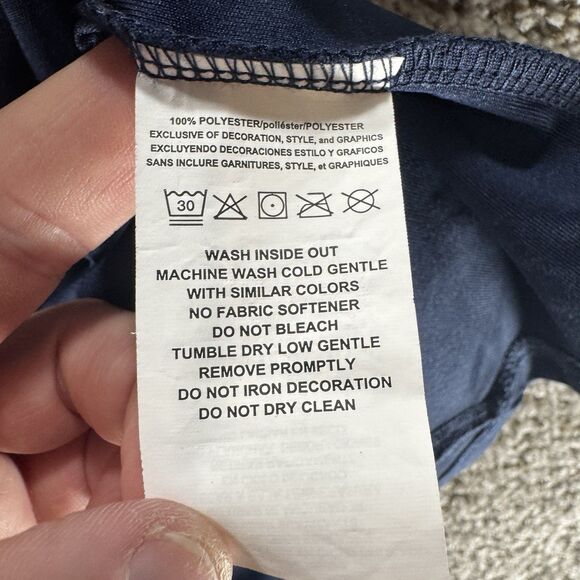 100% POLYESTER/poliéster/POLYESTER
EXCLUSIVE OF DECORATION, STYLE, and GRAPHICS
EXCLUYENDO DECORACIONES ESTILO Y GRAFICOS
SANS INCLURE GARNITURES, STYLE, et GRAPHIQUES
30
WASH INSIDE OUT
MACHINE WASH COLD GENTLE
WITH SIMILAR COLORS
NO FABRIC SOFTENER
DO NOT BLEACH
TUMBLE DRY LOW GENTLE
REMOVE PROMPTLY
DO NOT IRON DECORATION
DO NOT DRY CLEAN